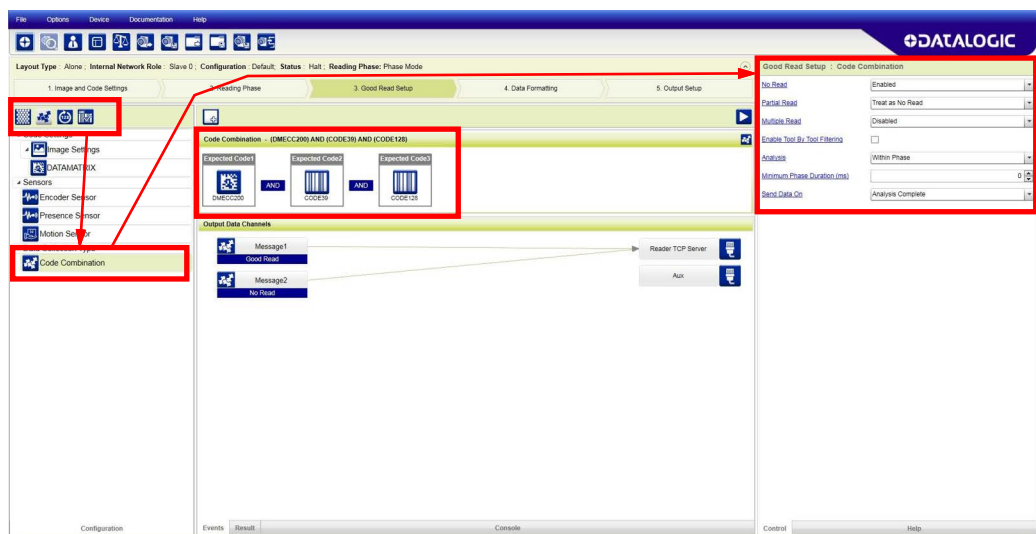 File Options Device Documentation Help
DATALOGIC
Layout Type : Alone ; Internal Network Role : Slave 0 ; Configuration : Default; Status : Halt ; Reading Phase: Phase Mode
1. Image and Code Settings
Reading Phase
3. Good Read Setup
4. Data Formatting
5. Output Setup
Image Settings
DATAMATRIX
Sensors
Encoder Sensor
Presence Sensor
Motion Sensor
Code Combination
Configuration
Code Combination - (DMECC200) AND (CODE39) AND (CODE128)
Expected Code1 Expected Code2 Expected Code3
AND AND
DMECC200 CODE39 CODE128
Output Data Channels
Message1
Good Read
Message2
No Read
Reader TCP Server
Aux
Events Result Console
Good Read Setup : Code Combination
No Read Enabled
Partial Read Treat as No Read
Multiple Read Disabled
Enable Tool By Tool Filtering
Analysis Within Phase
Minimum Phase Duration (ms) 0
Send Data On Analysis Complete
Control Help